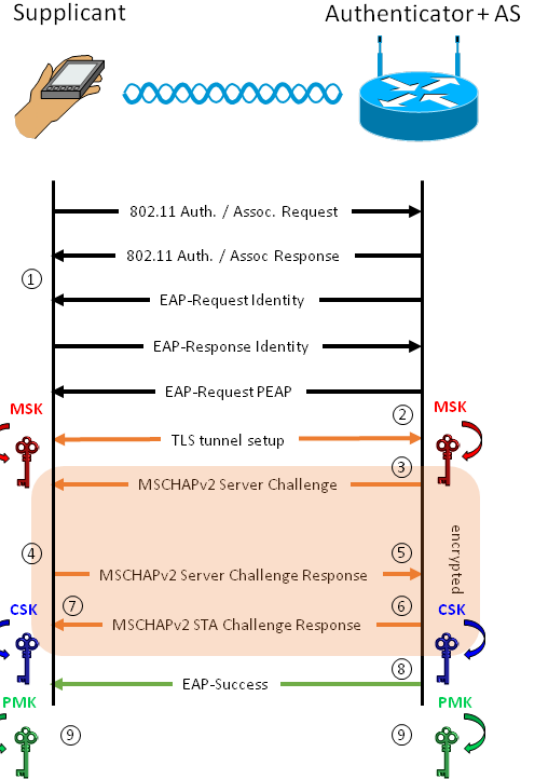 Supplicant
Authenticator + AS
802.11 Auth. / Assoc. Request
802.11 Auth. / Assoc Response
①
EAP-Request Identity
EAP-Response Identity
EAP-Request PEAP
MSK
② MSK
TLS tunnel setup
③
MSCHAPv2 Server Challenge
encrypted
④ ⑤
MSCHAPv2 Server Challenge Response
CSK ⑦ ⑥ CSK
MSCHAPv2 STA Challenge Response
⑧
EAP-Success
PMK PMK
⑨ ⑨